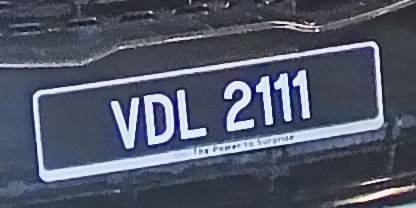 VDL 2111
The Power to Surprise